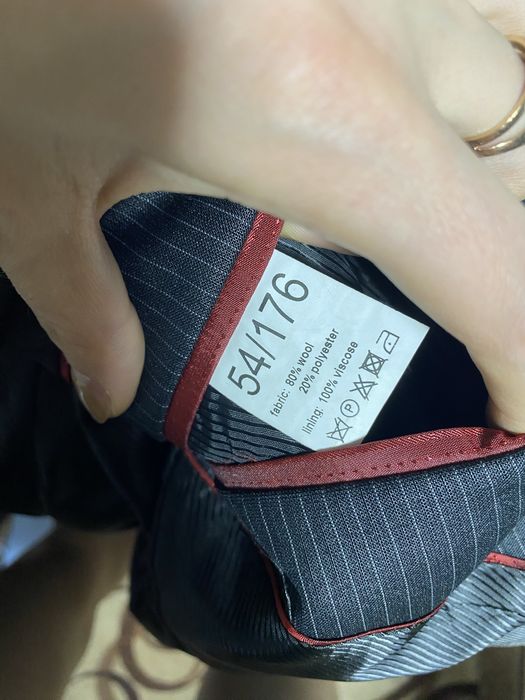 54/176
fabric: 80% wool
20% polyester
lining: 100% viscose
P